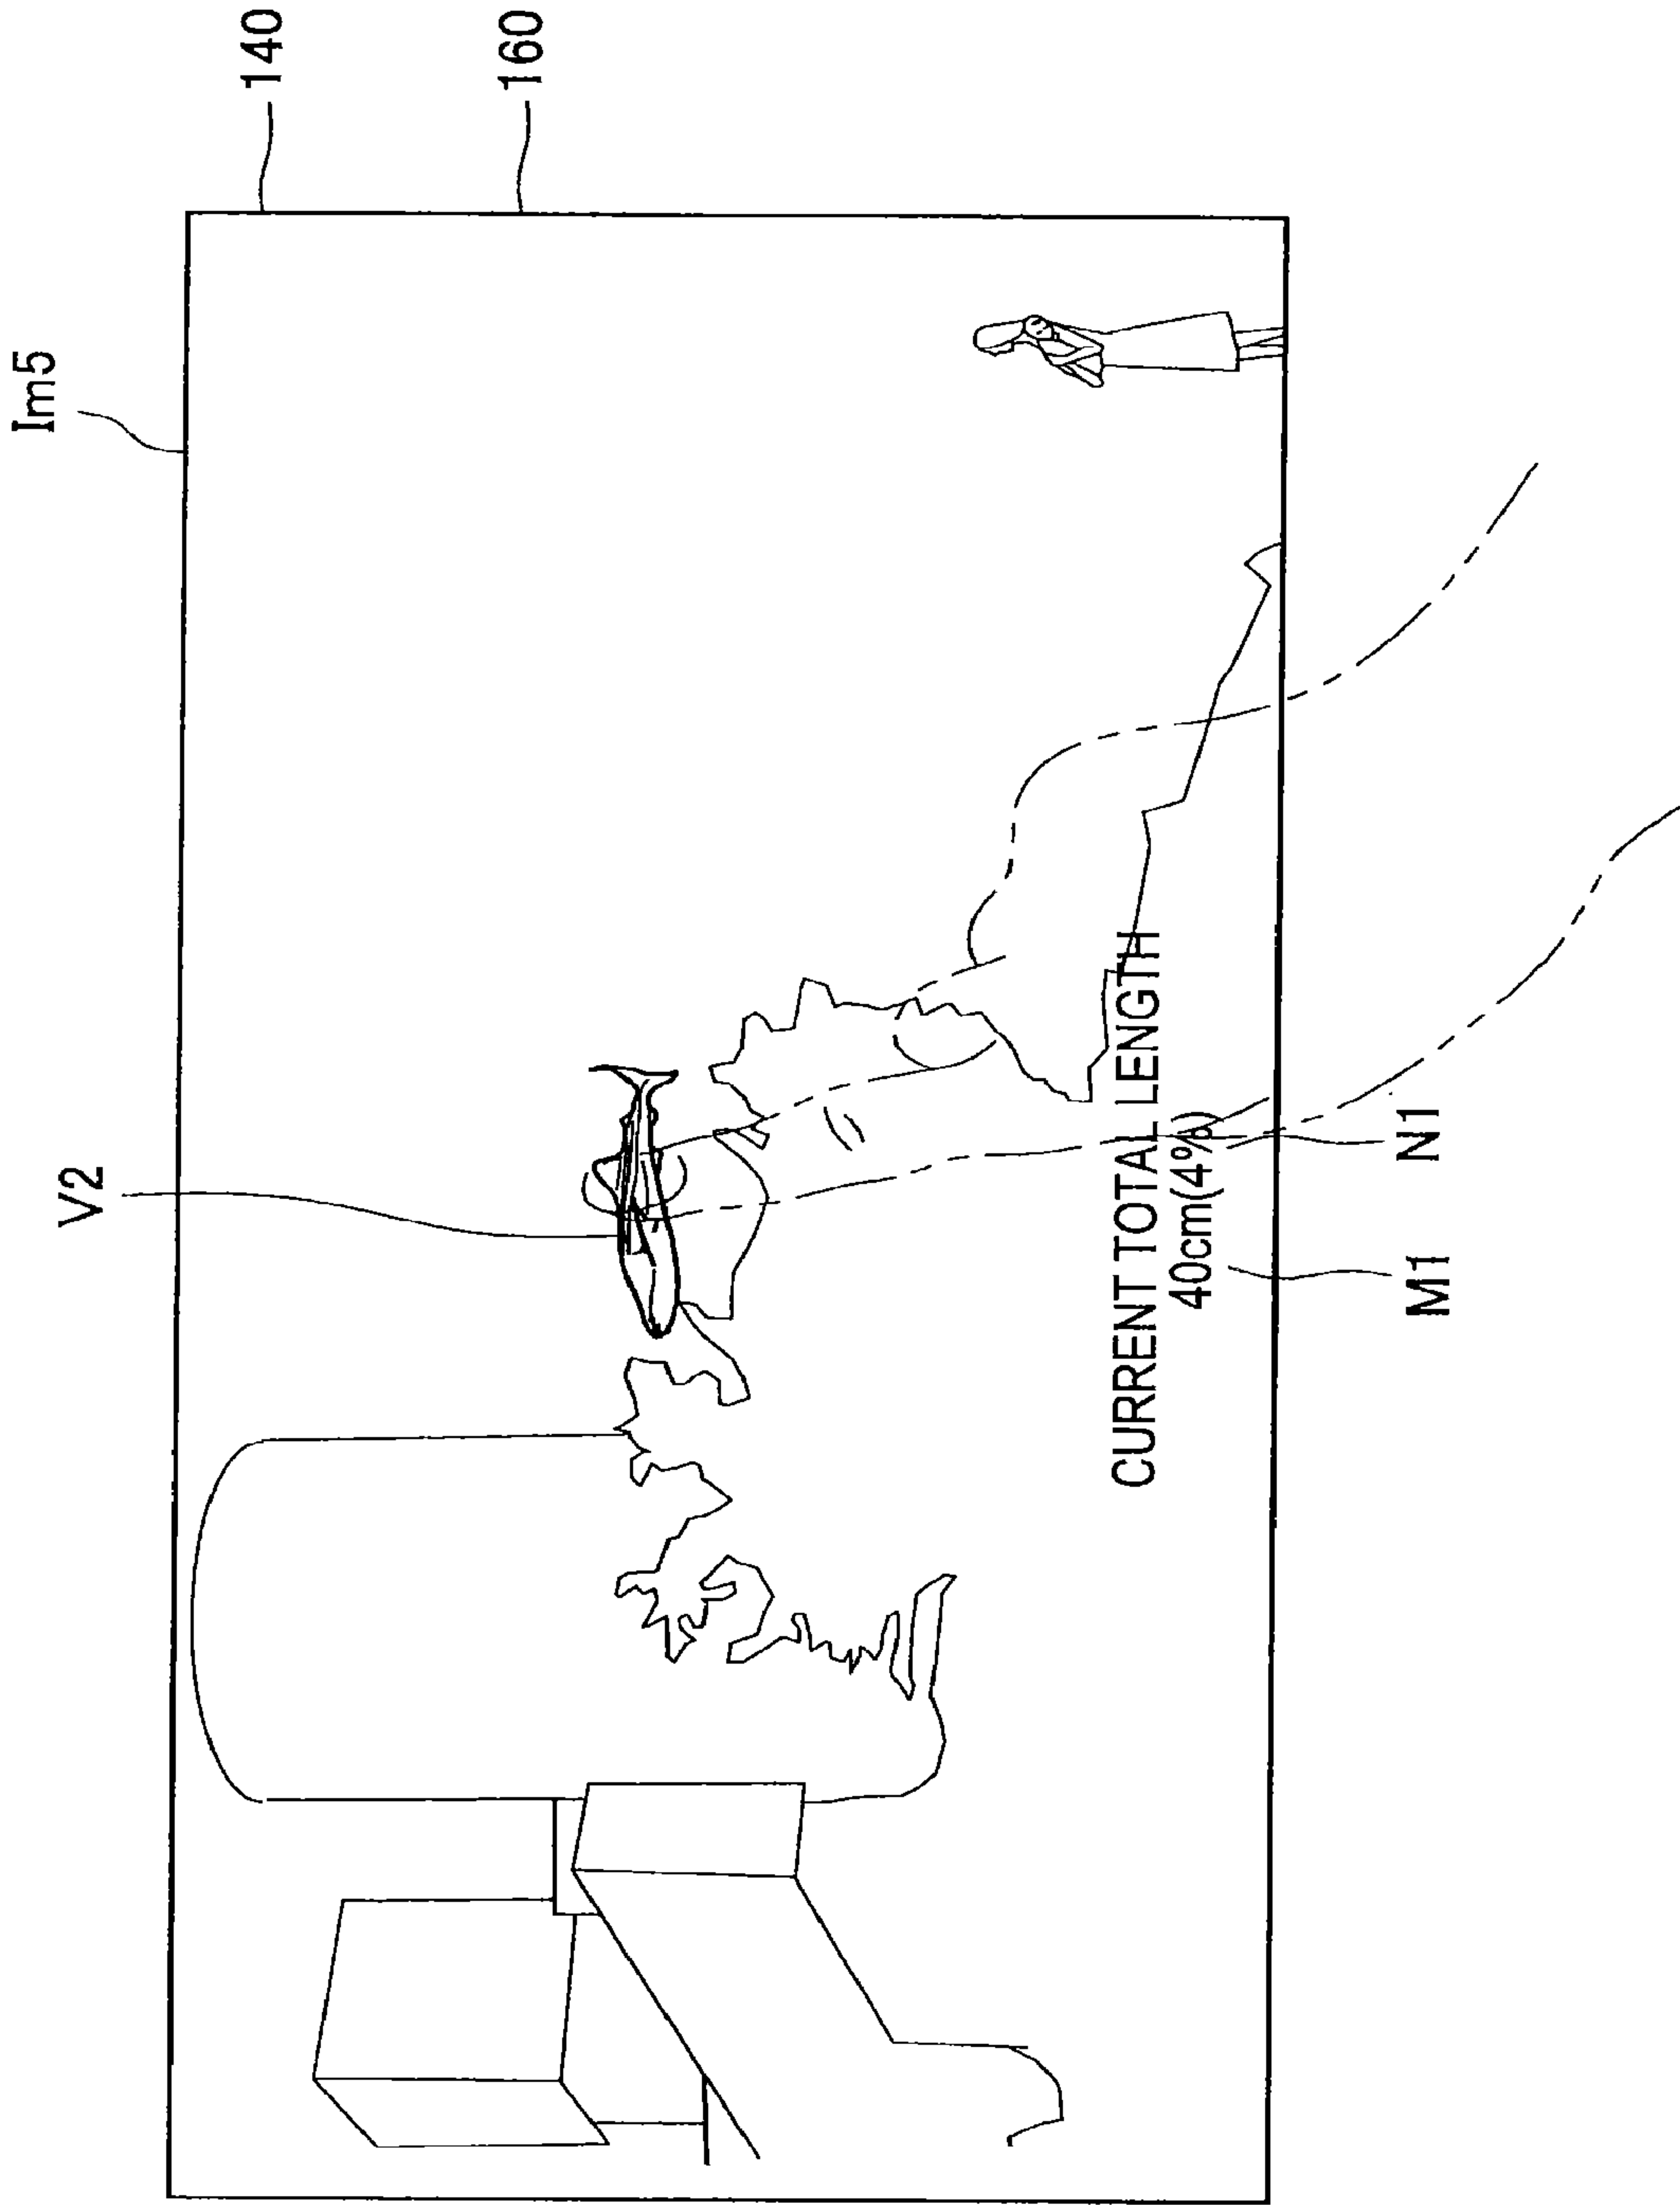 Im5
V2
140
160
CURRENT TOTAL LENGTH
40cm(4%)
M1
N1